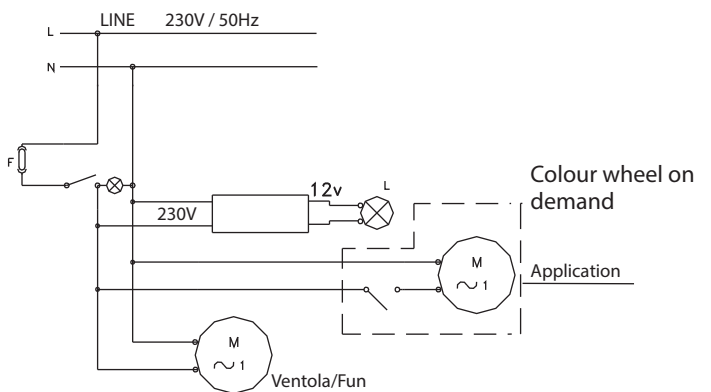 LINE 230V / 50Hz
L
N
F
12v
L
230V
Colour wheel on
demand
M
~ 1
Application
M
~ 1
Ventola/Fun